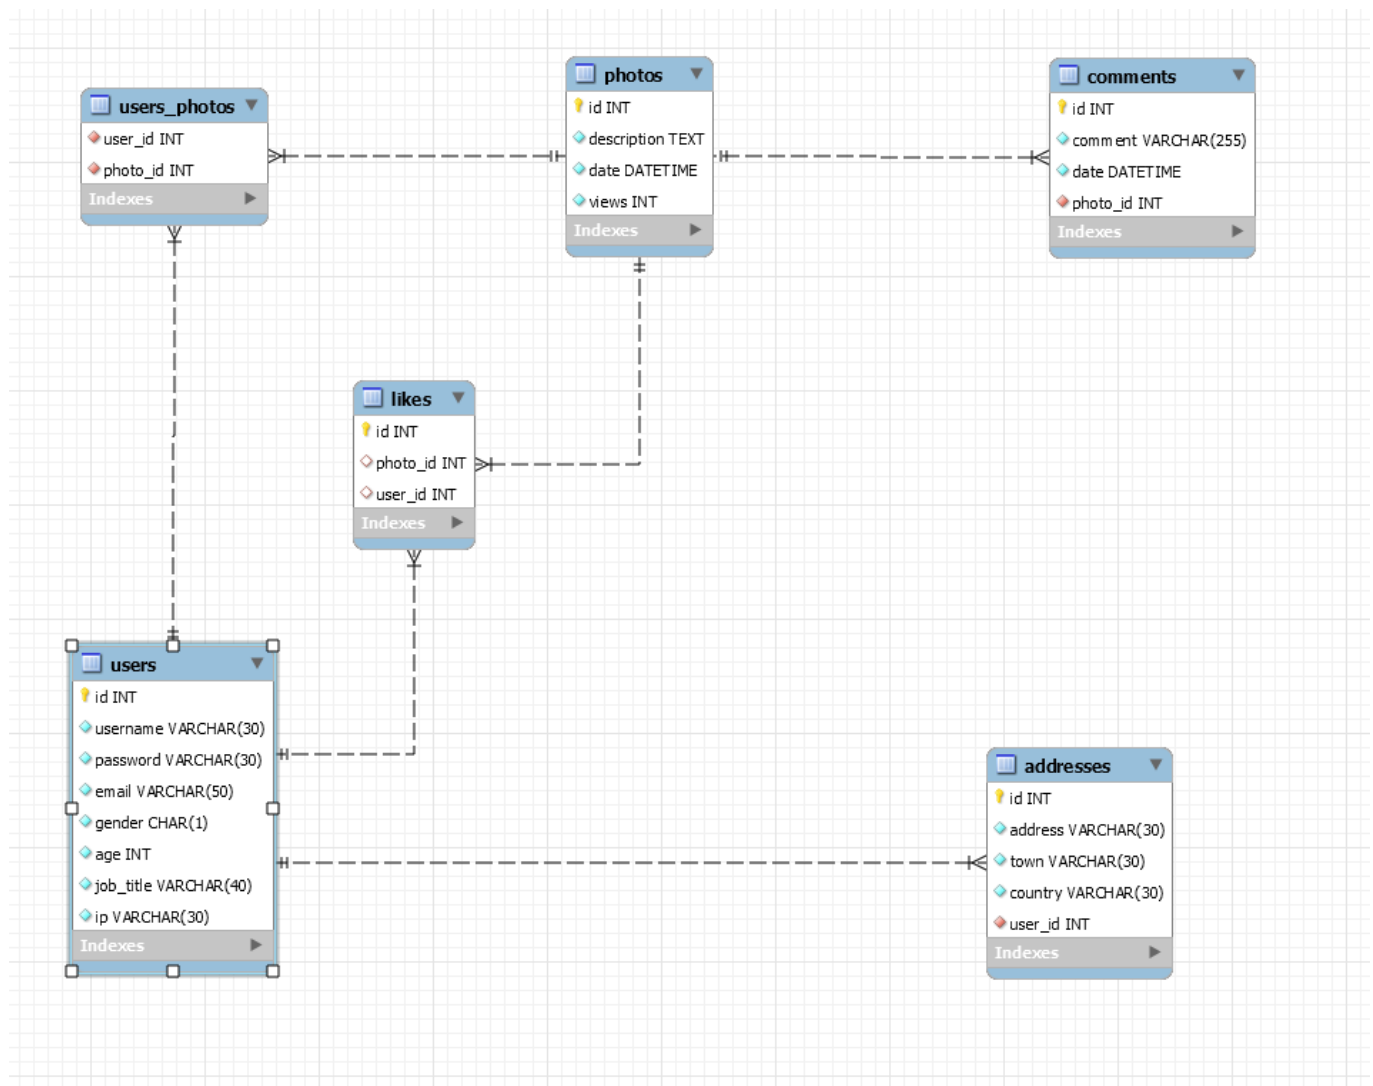 users_photos
user_id INT
photo_id INT
Indexes
photos
id INT
description TEXT
date DATETIME
views INT
Indexes
comments
id INT
comment VARCHAR(255)
date DATETIME
photo_id INT
Indexes
likes
id INT
photo_id INT
user_id INT
Indexes
users
id INT
username VARCHAR(30)
password VARCHAR(30)
email VARCHAR(50)
gender CHAR(1)
age INT
job_title VARCHAR(40)
ip VARCHAR(30)
Indexes
addresses
id INT
address VARCHAR(30)
town VARCHAR(30)
country VARCHAR(30)
user_id INT
Indexes